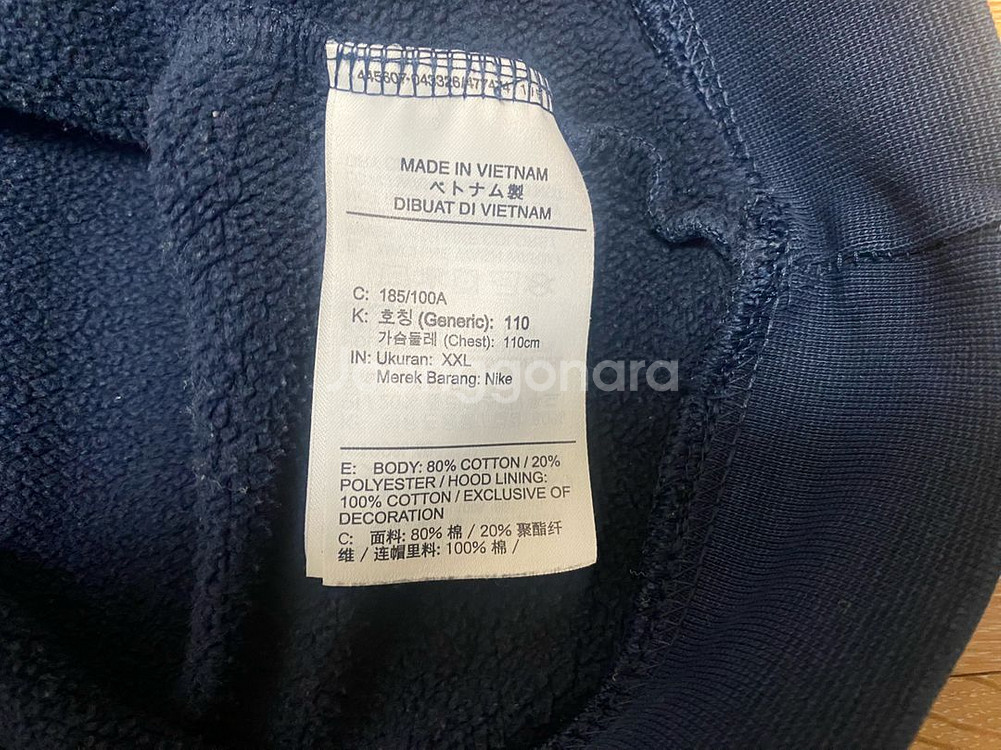 MADE IN VIETNAM
ベトナム製
DIBUAT DI VIETNAM
C: 185/100A
K: 호칭 (Generic): 110
가슴둘레 (Chest): 110cm
IN: Ukuran: XXL
Merek Barang: Nike
E: BODY: 80% COTTON / 20%
POLYESTER / HOOD LINING:
100% COTTON / EXCLUSIVE OF
DECORATION
C: 面料: 80% 棉 / 20% 聚酯纤
维 / 连帽里料: 100% 棉 /